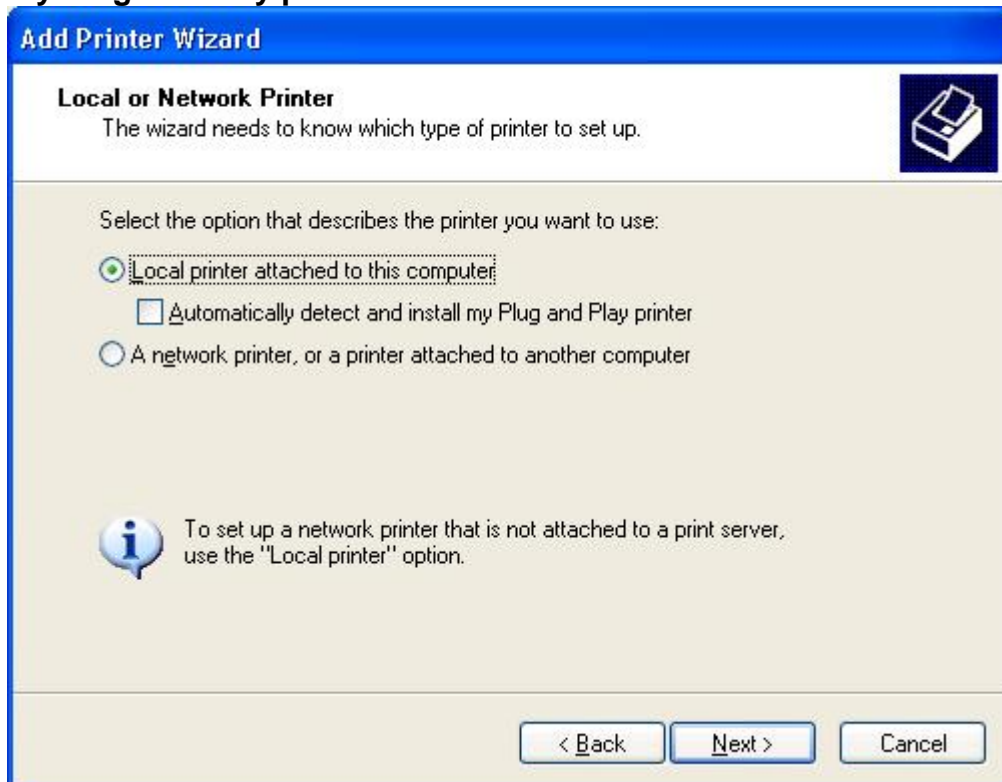 Add Printer Wizard
Local or Network Printer
The wizard needs to know which type of printer to set up.
Select the option that describes the printer you want to use:
Local printer attached to this computer
Automatically detect and install my Plug and Play printer
A network printer, or a printer attached to another computer
To set up a network printer that is not attached to a print server,
use the "Local printer" option.
< Back
Next >
Cancel